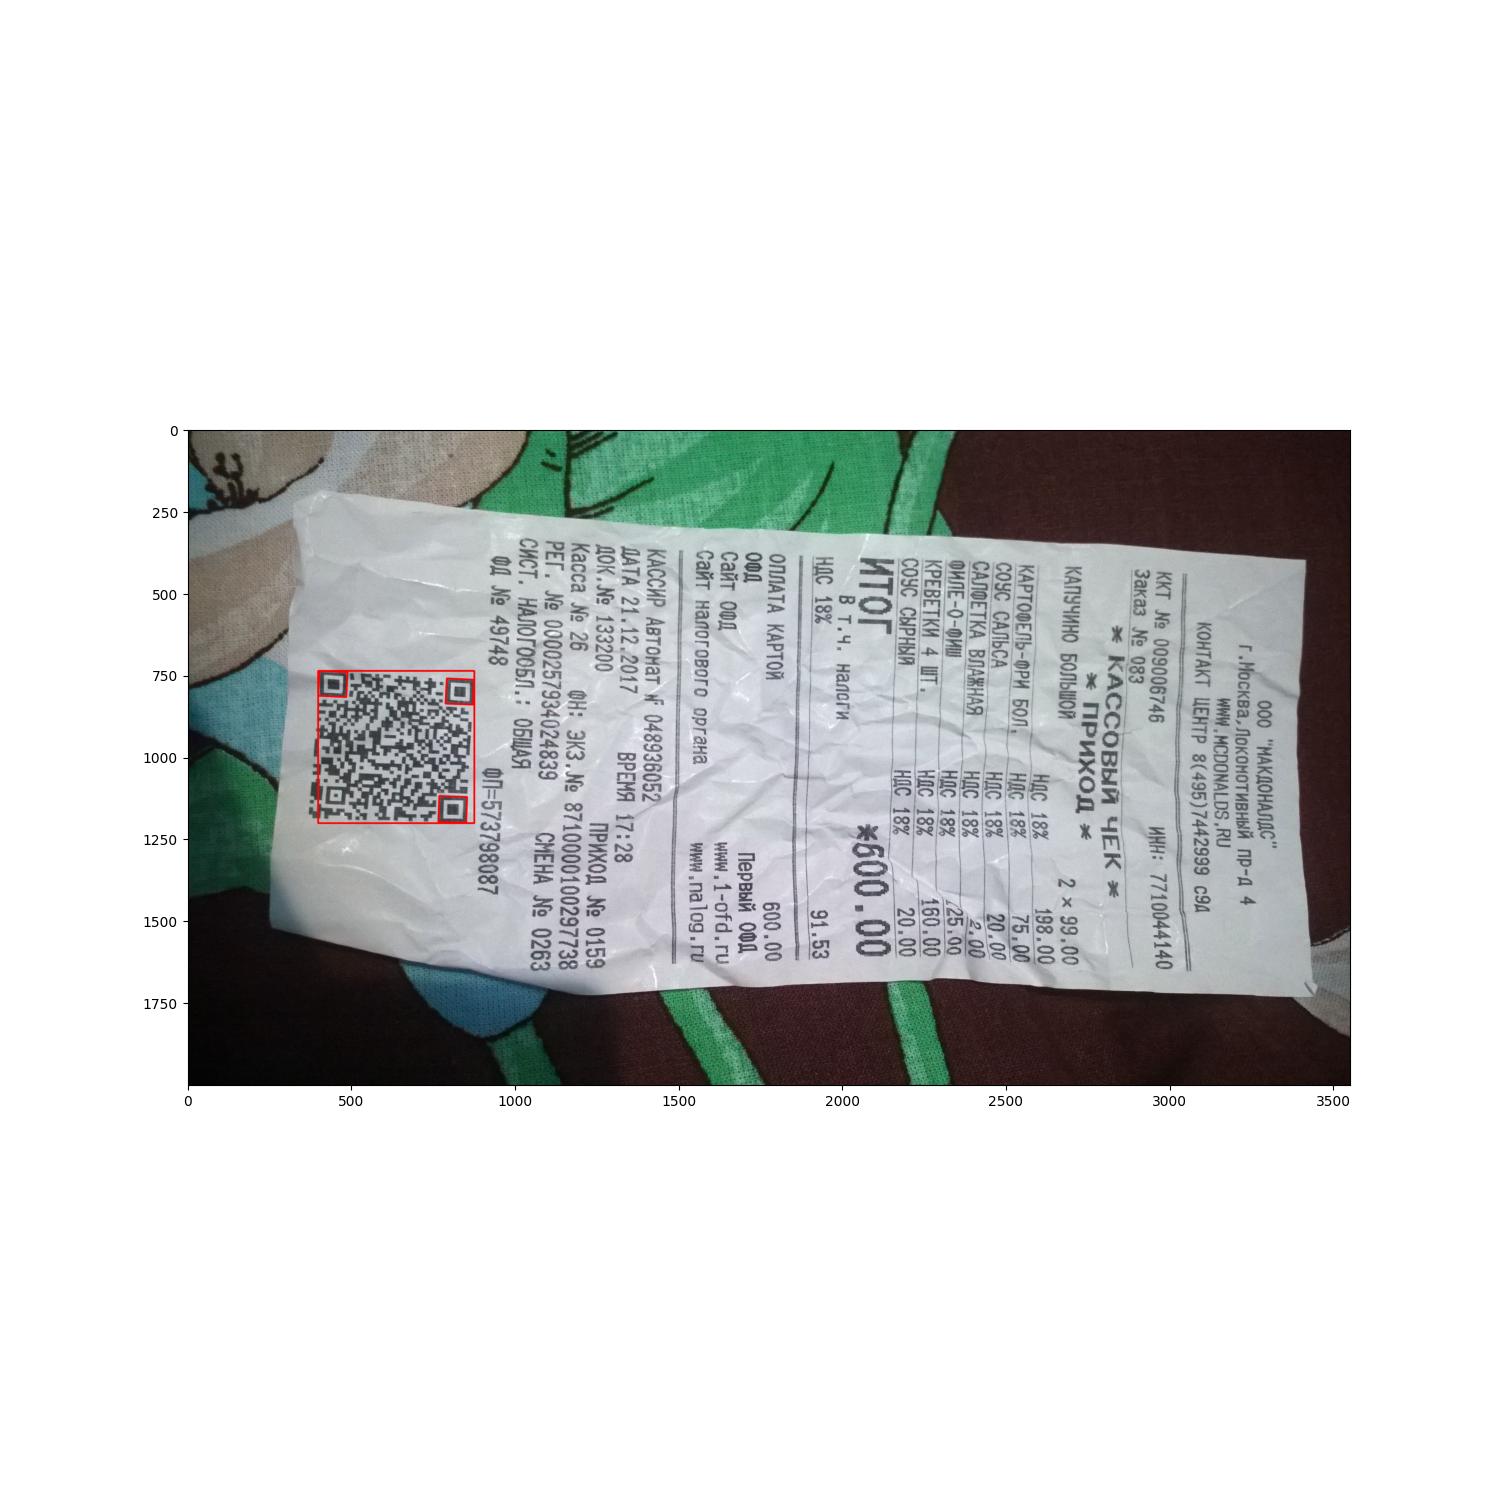 0
250
500
750
1000
1250
1500
1750
0 500 1000 1500 2000 2500 3000 3500
ООО "МАКДОНАЛДС"
г.Москва,Локомотивный пр-д 4
WWW.MCDONALDS.RU
КОНТАКТ ЦЕНТР 8(495)7442999 с9Д
ККТ № 009006746 ИНН: 7710044140
Заказ № 083
* КАССОВЫЙ ЧЕК *
* ПРИХОД *
КАПУЧИНО БОЛЬШОЙ 2 × 99.00
НДС 18% 198.00
КАРТОФЕЛЬ-ФРИ БОЛ. НДС 18% 75.00
СОУС САЛЬСА НДС 18% 20.00
САЛФЕТКА ВЛАЖНАЯ НДС 18% 2.00
ФИЛЕ-О-ФИШ НДС 18% 125.00
КРЕВЕТКИ 4 ШТ. НДС 18% 160.00
СОУС СЫРНЫЙ НДС 18% 20.00
ИТОГ *600.00
В т.ч. налоги
НДС 18% 91.53
ОПЛАТА КАРТОЙ 600.00
ОФД Первый ОФД
Сайт ОФД www.1-ofd.ru
Сайт налогового органа www.nalog.ru
КАССИР Автомат № 048936052
ДАТА 21.12.2017 ВРЕМЯ 17:28
ДОК.№ 133200 ПРИХОД № 0159
Касса № 26 ФН: ЭКЗ.№ 8710000100297738
РЕГ. № 0000257934024839 СМЕНА № 0263
СИСТ. НАЛОГООБЛ.: ОБЩАЯ
ФД № 49748 ФП=573798087